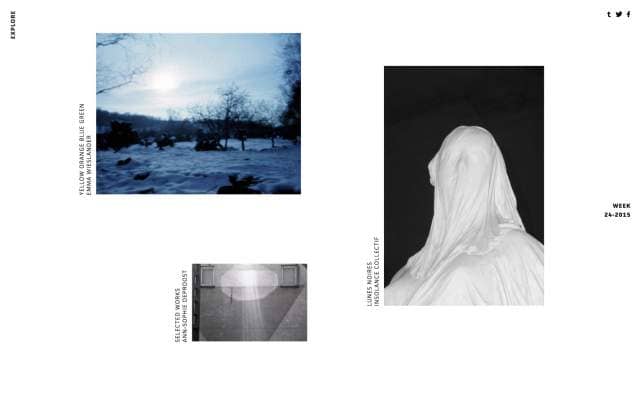 EXPLORE
YELLOW ORANGE BLUE GREEN
EMMA WIESLANDER
LUNES NOIRES
INSOLANCE COLLECTIF
WEEK
24-2015
SELECTED WORKS
ANN-SOPHIE DEPROOST